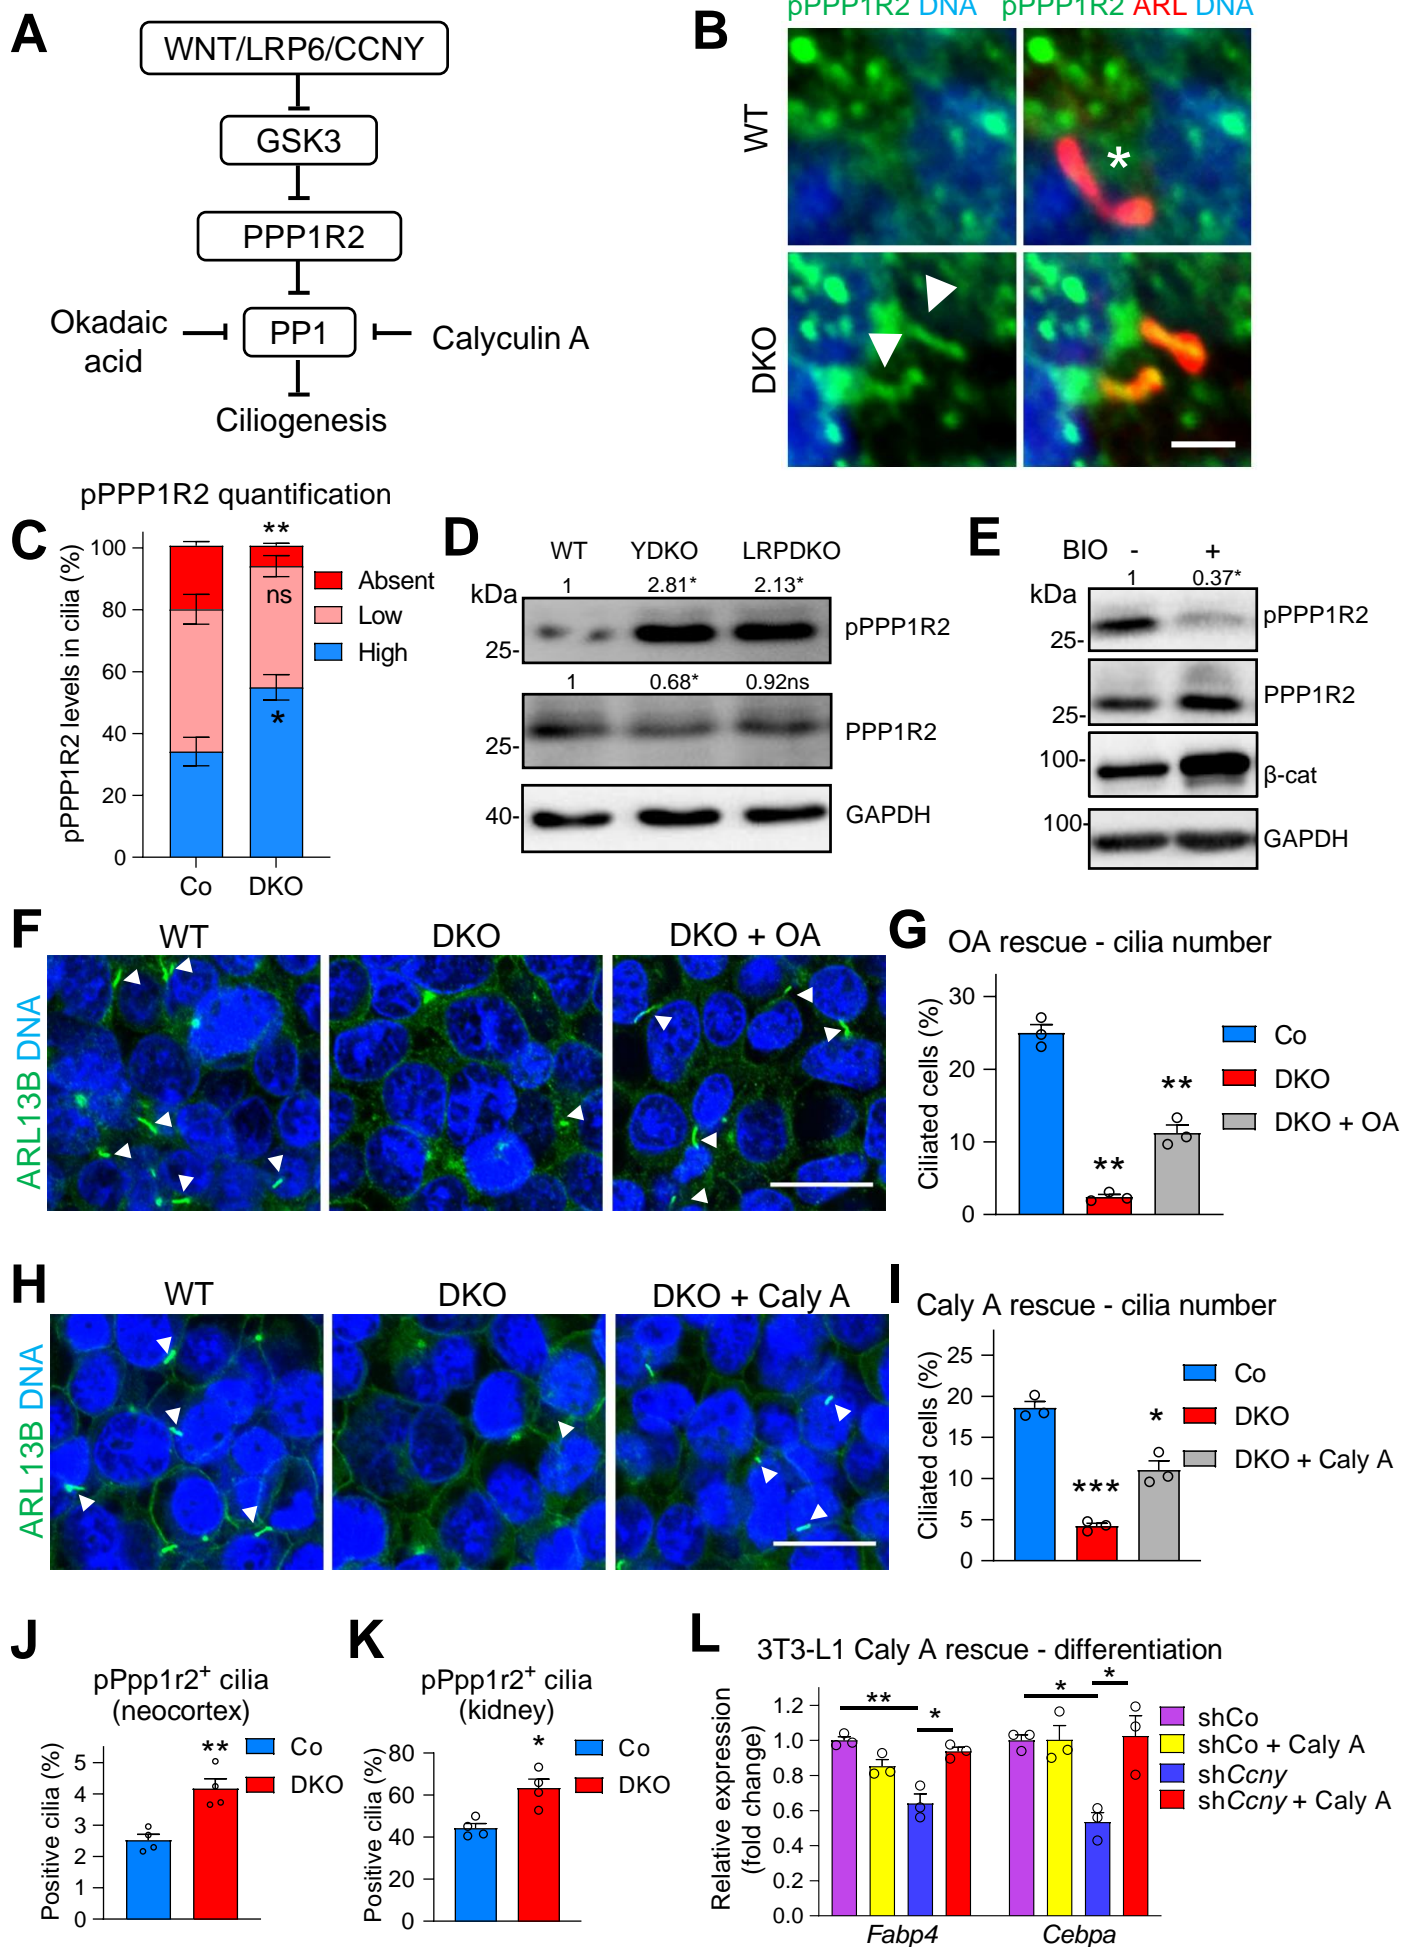 A
WNT/LRP6/CCNY
GSK3
PPP1R2
Okadaic
acid
PP1
Calyculin A
Ciliogenesis
B
pPPP1R2 DNA
pPPP1R2 ARL DNA
WT
*
DKO
C
pPPP1R2 quantification
pPPP1R2 levels in cilia (%)
100
80
60
40
20
0
**
ns
*
Co
DKO
Absent
Low
High
D
WT YDKO LRPDKO
kDa
1 2.81* 2.13*
25-
pPPP1R2
1 0.68* 0.92ns
25-
PPP1R2
40-
GAPDH
E
BIO - +
kDa
1 0.37*
25-
pPPP1R2
25-
PPP1R2
100-
β-cat
100-
GAPDH
F
WT
DKO
DKO + OA
ARL13B DNA
G
OA rescue - cilia number
Ciliated cells (%)
30
20
10
0
**
**
Co
DKO
DKO + OA
H
WT
DKO
DKO + Caly A
ARL13B DNA
I
Caly A rescue - cilia number
Ciliated cells (%)
25
20
15
10
5
0
***
*
Co
DKO
DKO + Caly A
J
pPpp1r2+ cilia
(neocortex)
Positive cilia (%)
5
4
3
2
1
0
**
Co
DKO
K
pPpp1r2+ cilia
(kidney)
Positive cilia (%)
80
60
40
20
0
*
Co
DKO
L
3T3-L1 Caly A rescue - differentiation
Relative expression
(fold change)
1.2
1.0
0.8
0.6
0.4
0.2
0.0
**
*
*
*
Fabp4
Cebpa
shCo
shCo + Caly A
shCcny
shCcny + Caly A